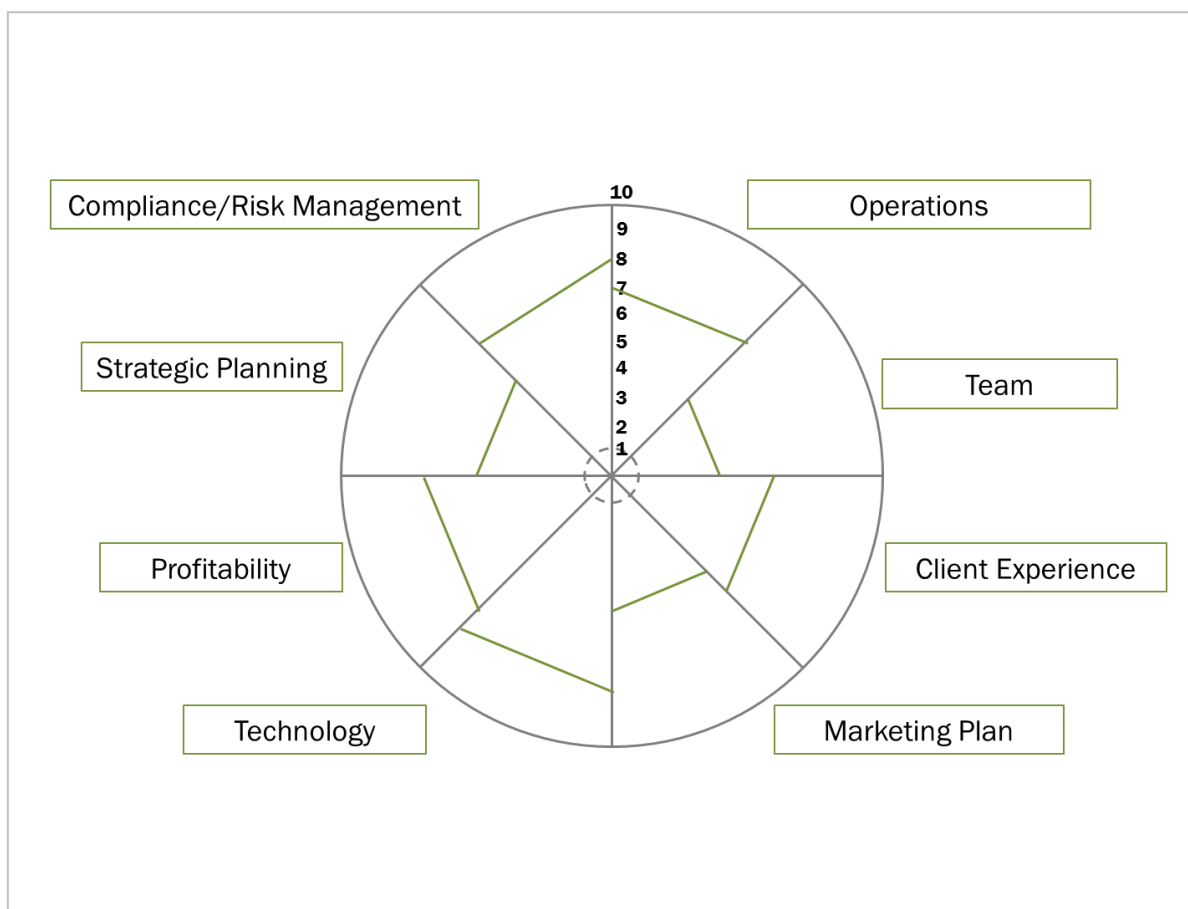 Compliance/Risk Management
10
Operations
9
8
7
6
5
4
3
2
1
Strategic Planning
Team
Profitability
Client Experience
Technology
Marketing Plan